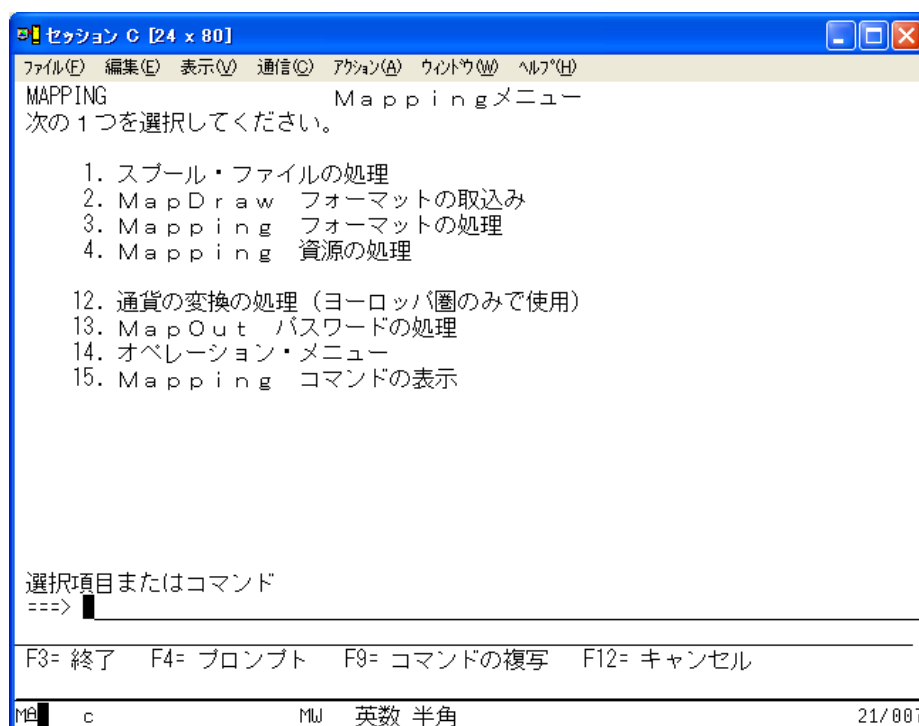 セッション C [24 x 80]
ファイル(F) 編集(E) 表示(V) 通信(C) アクション(A) ウィンドウ(W) ヘルプ(H)
MAPPING Ｍａｐｐｉｎｇメニュー
次の１つを選択してください。
1. スプール・ファイルの処理
2. ＭａｐＤｒａｗ フォーマットの取込み
3. Ｍａｐｐｉｎｇ フォーマットの処理
4. Ｍａｐｐｉｎｇ 資源の処理
12. 通貨の変換の処理（ヨーロッパ圏のみで使用）
13. ＭａｐＯｕｔ パスワードの処理
14. オペレーション・メニュー
15. Ｍａｐｐｉｎｇ コマンドの表示
選択項目またはコマンド
===>
F3= 終了 F4= プロンプト F9= コマンドの複写 F12= キャンセル
MA c MW 英数 半角 21/007